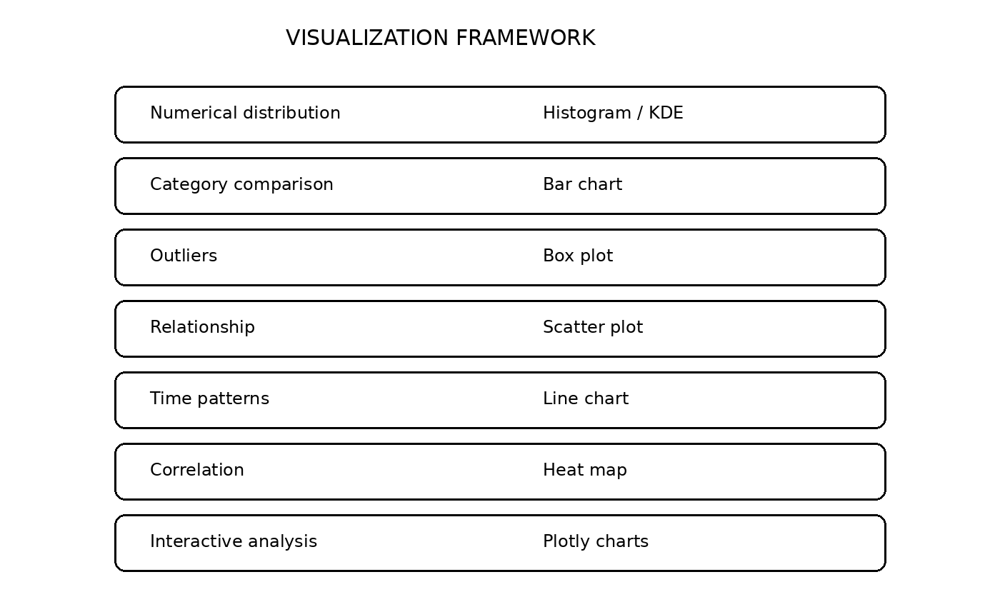 VISUALIZATION FRAMEWORK
Numerical distribution Histogram / KDE
Category comparison Bar chart
Outliers Box plot
Relationship Scatter plot
Time patterns Line chart
Correlation Heat map
Interactive analysis Plotly charts